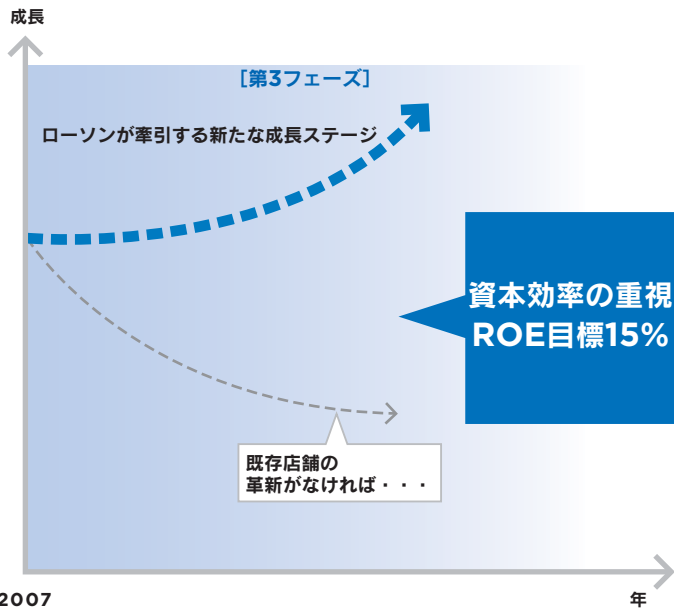 成長
[第3フェーズ]
ローソンが牽引する新たな成長ステージ
資本効率の重視
ROE目標15%
既存店舗の
革新がなければ・・・
2007
年